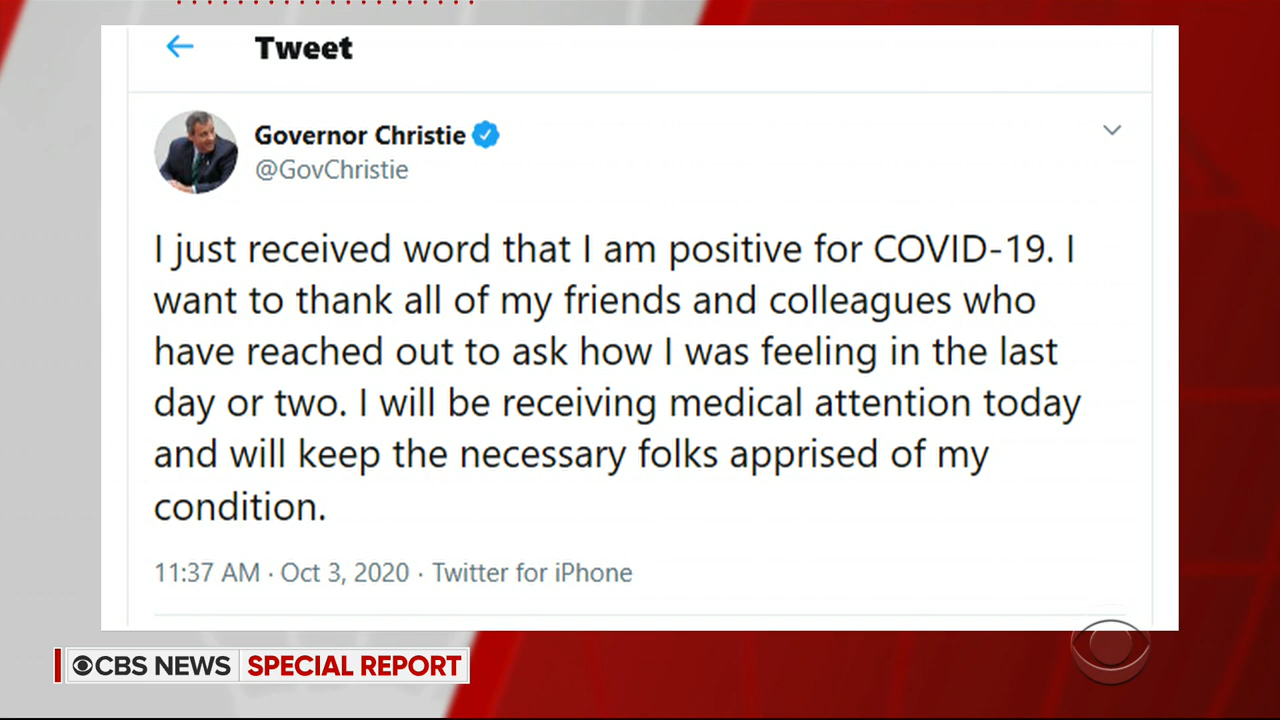 Tweet
Governor Christie
@GovChristie
I just received word that I am positive for COVID-19. I
want to thank all of my friends and colleagues who
have reached out to ask how I was feeling in the last
day or two. I will be receiving medical attention today
and will keep the necessary folks apprised of my
condition.
11:37 AM · Oct 3, 2020 · Twitter for iPhone
CBS NEWS SPECIAL REPORT